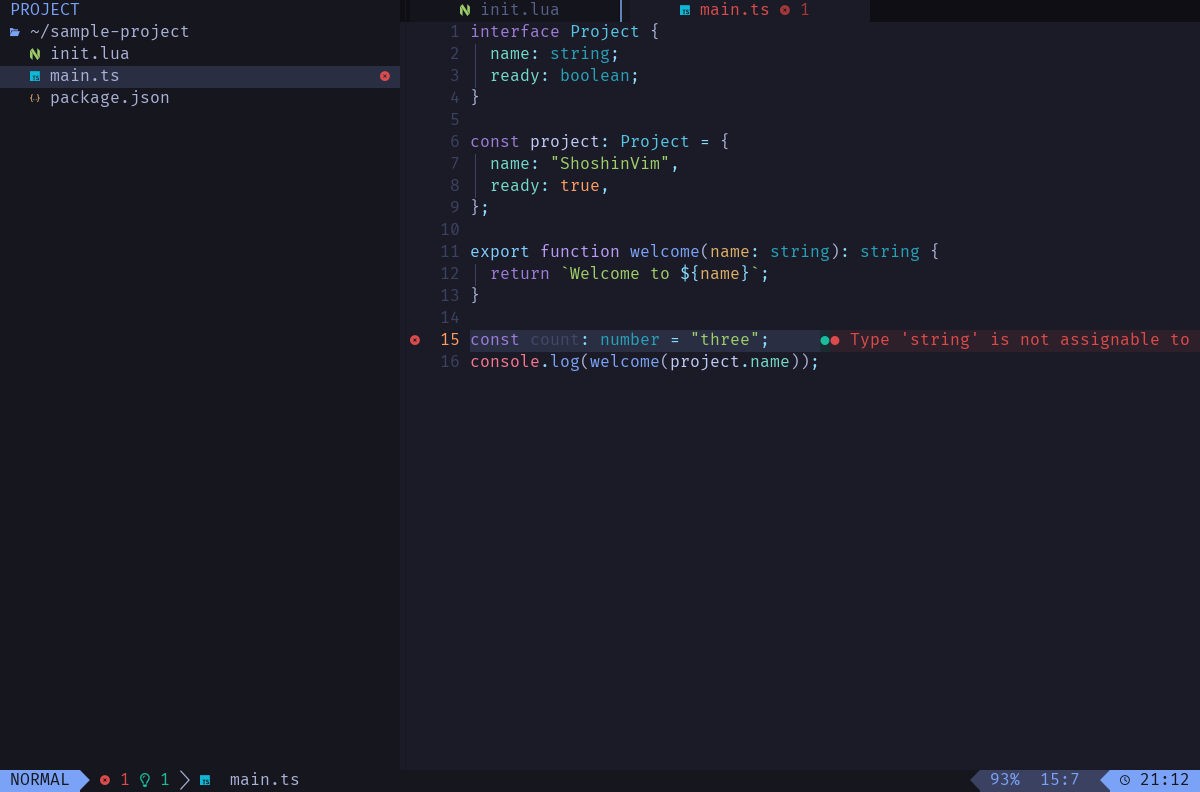 PROJECT
~/sample-project
init.lua
main.ts
package.json
init.lua
main.ts 1
1 interface Project {
2   name: string;
3   ready: boolean;
4 }
5
6 const project: Project = {
7   name: "ShoshinVim",
8   ready: true,
9 };
10
11 export function welcome(name: string): string {
12   return `Welcome to ${name}`;
13 }
14
15 const count: number = "three"; Type 'string' is not assignable to
16 console.log(welcome(project.name));
NORMAL 1 1 main.ts 93% 15:7 21:12